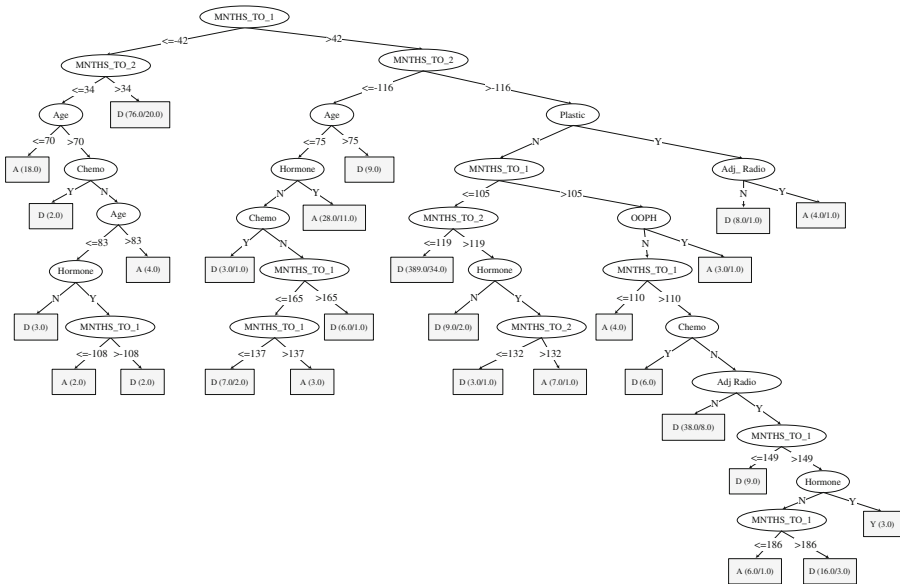 MNTHS_TO_1
<=-42 >42
MNTHS_TO_2 MNTHS_TO_2
<=34 >34 <=-116 >-116
Age D (76.0/20.0) Age Plastic
<=70 >70 <=75 >75 N Y
A (18.0) Chemo Hormone D (9.0) MNTHS_TO_1 Adj_ Radio
Y N N Y <=105 >105 N Y
D (2.0) Age Chemo A (28.0/11.0) MNTHS_TO_2 OOPH D (8.0/1.0) A (4.0/1.0)
<=83 >83 Y N <=119 >119 N Y
Hormone A (4.0) D (3.0/1.0) MNTHS_TO_1 D (389.0/34.0) Hormone MNTHS_TO_1 A (3.0/1.0)
N Y <=165 >165 N Y <=110 >110
D (3.0) MNTHS_TO_1 MNTHS_TO_1 D (6.0/1.0) D (9.0/2.0) MNTHS_TO_2 A (4.0) Chemo
<=-108 >-108 <=137 >137 <=132 >132 Y N
A (2.0) D (2.0) D (7.0/2.0) A (3.0) D (3.0/1.0) A (7.0/1.0) D (6.0) Adj Radio
N Y
D (38.0/8.0) MNTHS_TO_1
<=149 >149
D (9.0) Hormone
N Y
MNTHS_TO_1 Y (3.0)
<=186 >186
A (6.0/1.0) D (16.0/3.0)